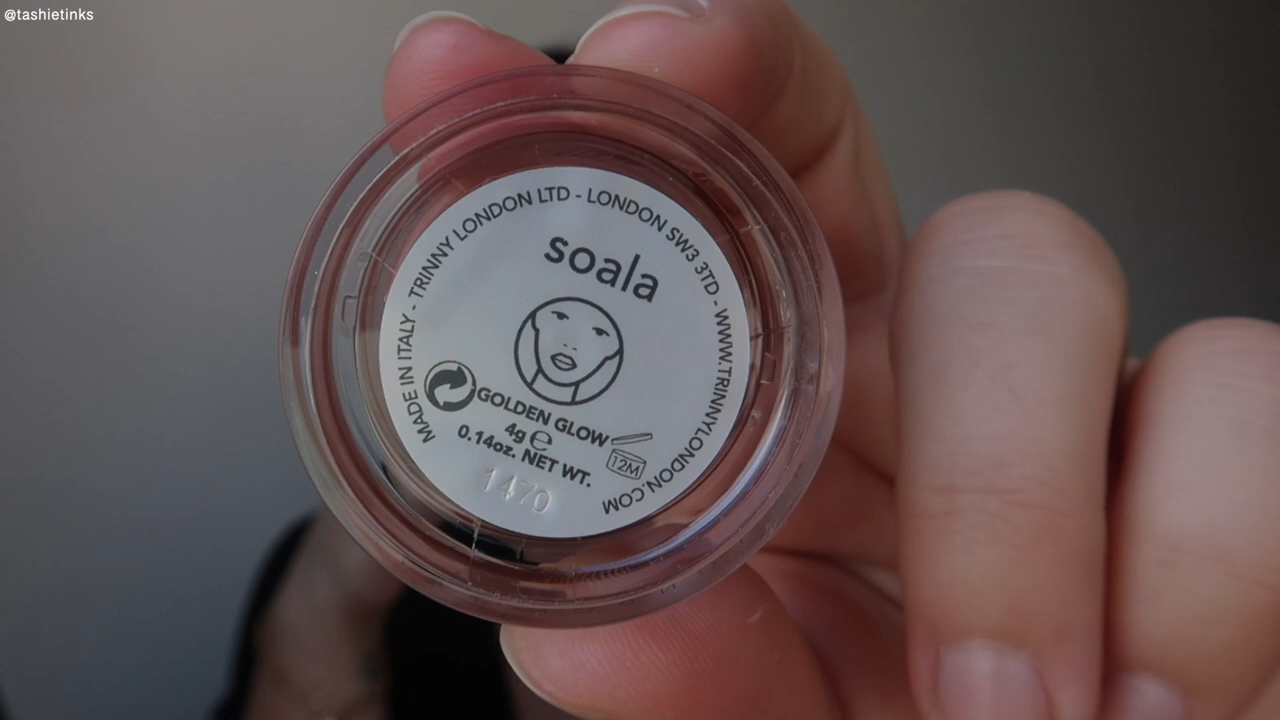 @tashietinks
MADE IN ITALY - TRINNY LONDON LTD - LONDON SW3 3TD - WWW.TRINNYLONDON.COM
soala
GOLDEN GLOW
4g ℮
0.14oz. NET WT.
12M
1470